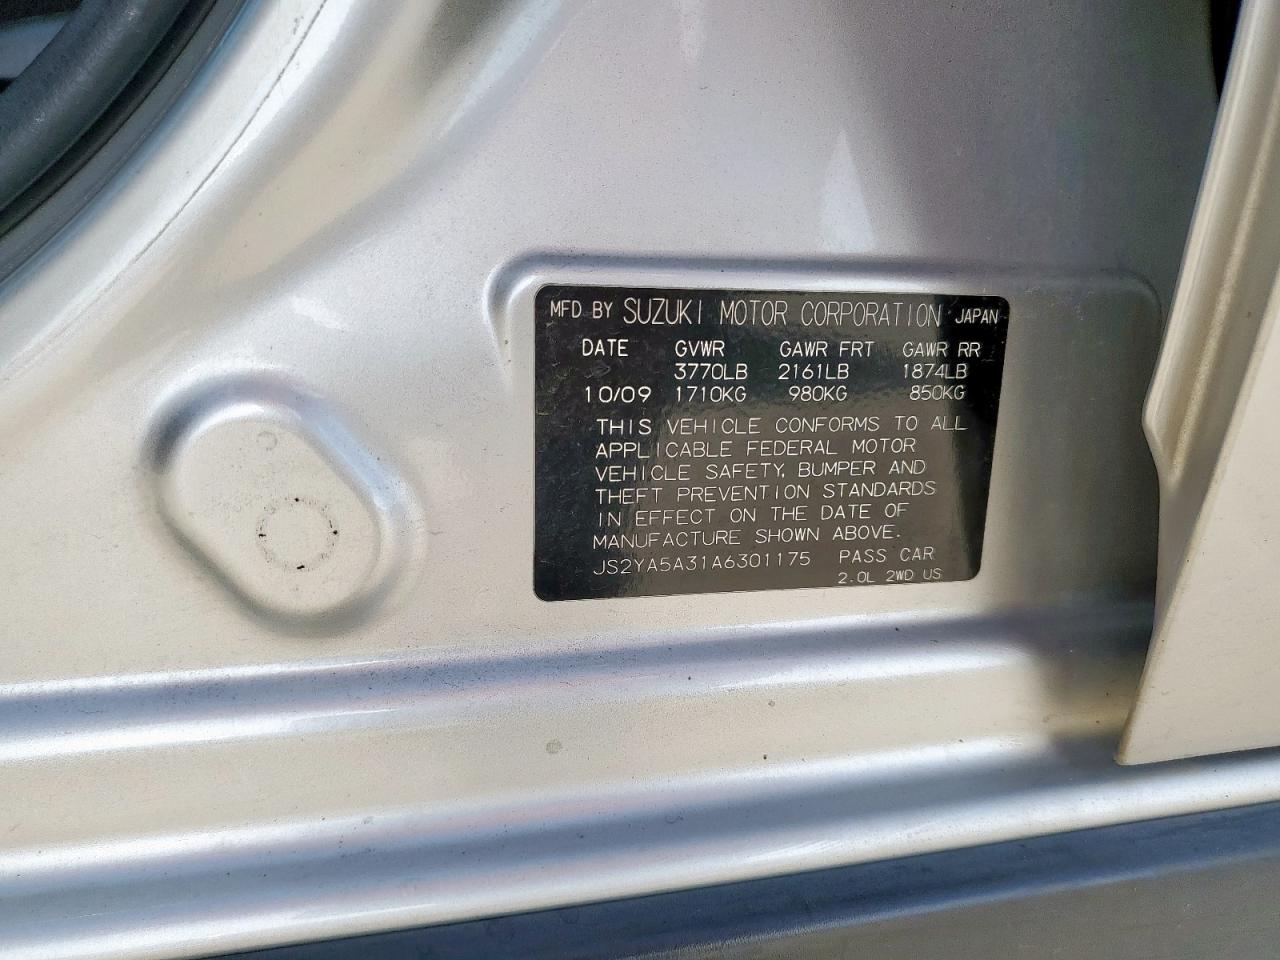 MFD BY SUZUKI MOTOR CORPORATION JAPAN
DATE GVWR GAWR FRT GAWR RR
3770LB 2161LB 1874LB
10/09 1710KG 980KG 850KG
THIS VEHICLE CONFORMS TO ALL
APPLICABLE FEDERAL MOTOR
VEHICLE SAFETY, BUMPER AND
THEFT PREVENTION STANDARDS
IN EFFECT ON THE DATE OF
MANUFACTURE SHOWN ABOVE.
JS2YA5A31A6301175 PASS CAR
2.0L 2WD US